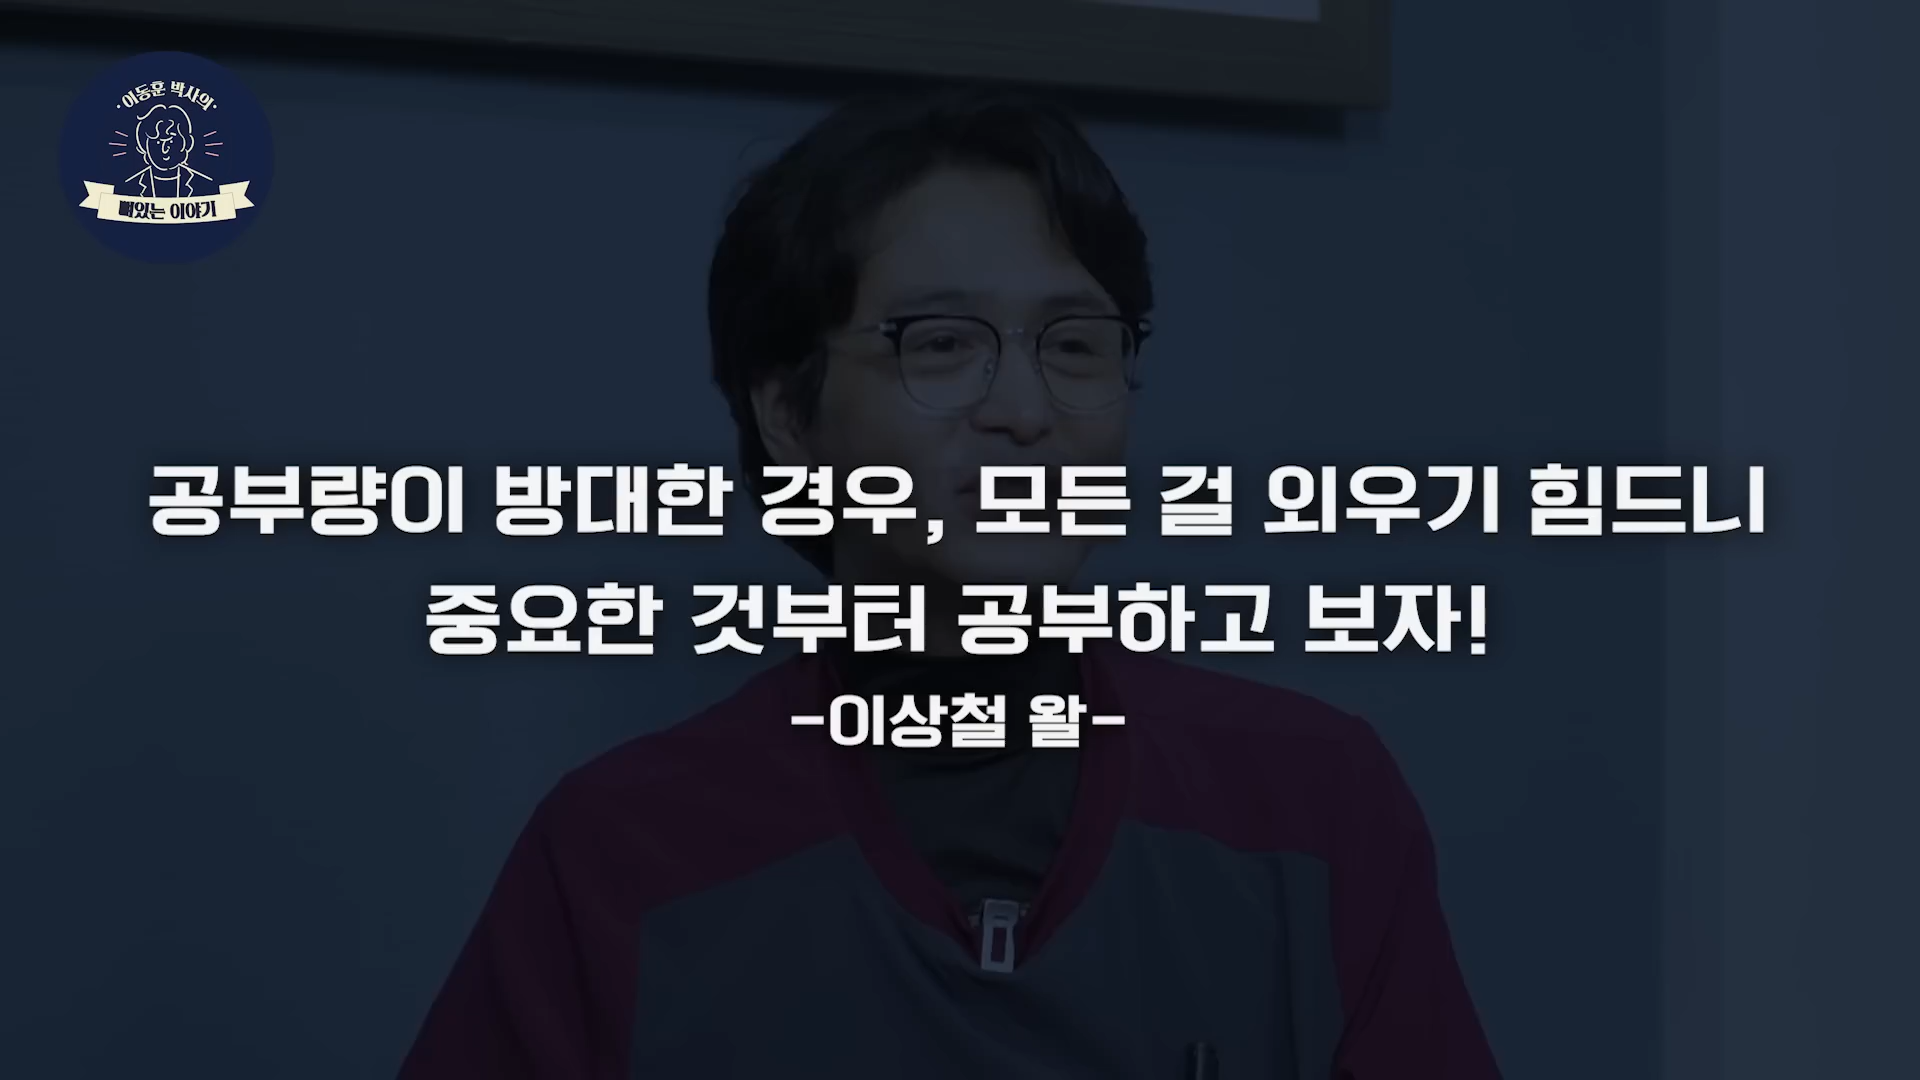 ·이동훈 박사의·
뼈있는 이야기
공부량이 방대한 경우, 모든 걸 외우기 힘드니
중요한 것부터 공부하고 보자!
-이상철 왈-